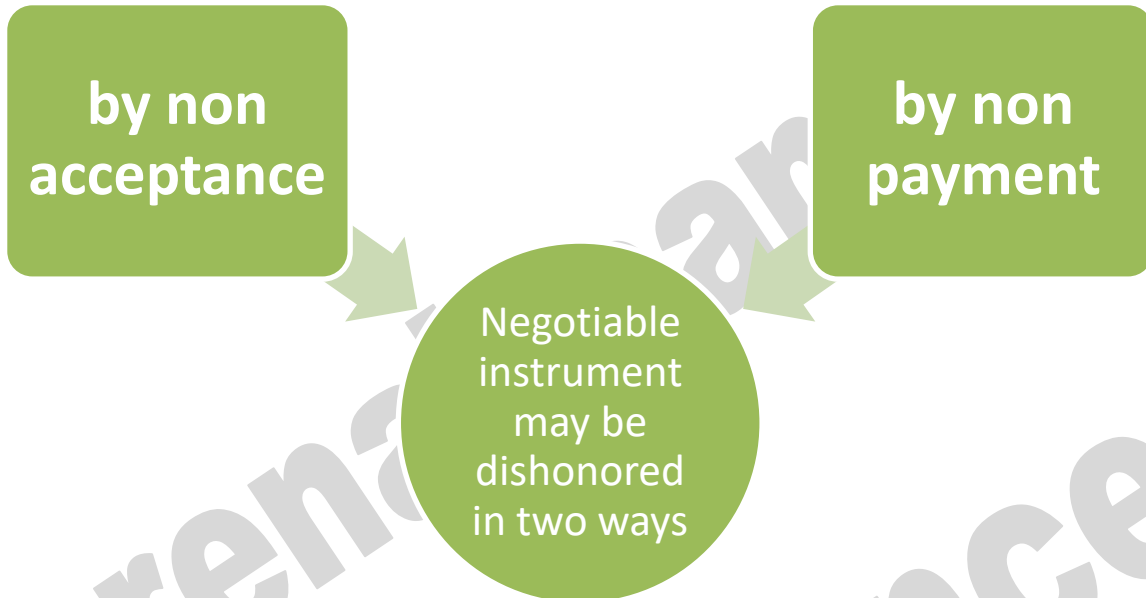 by non
acceptance
by non
payment
Negotiable
instrument
may be
dishonored
in two ways